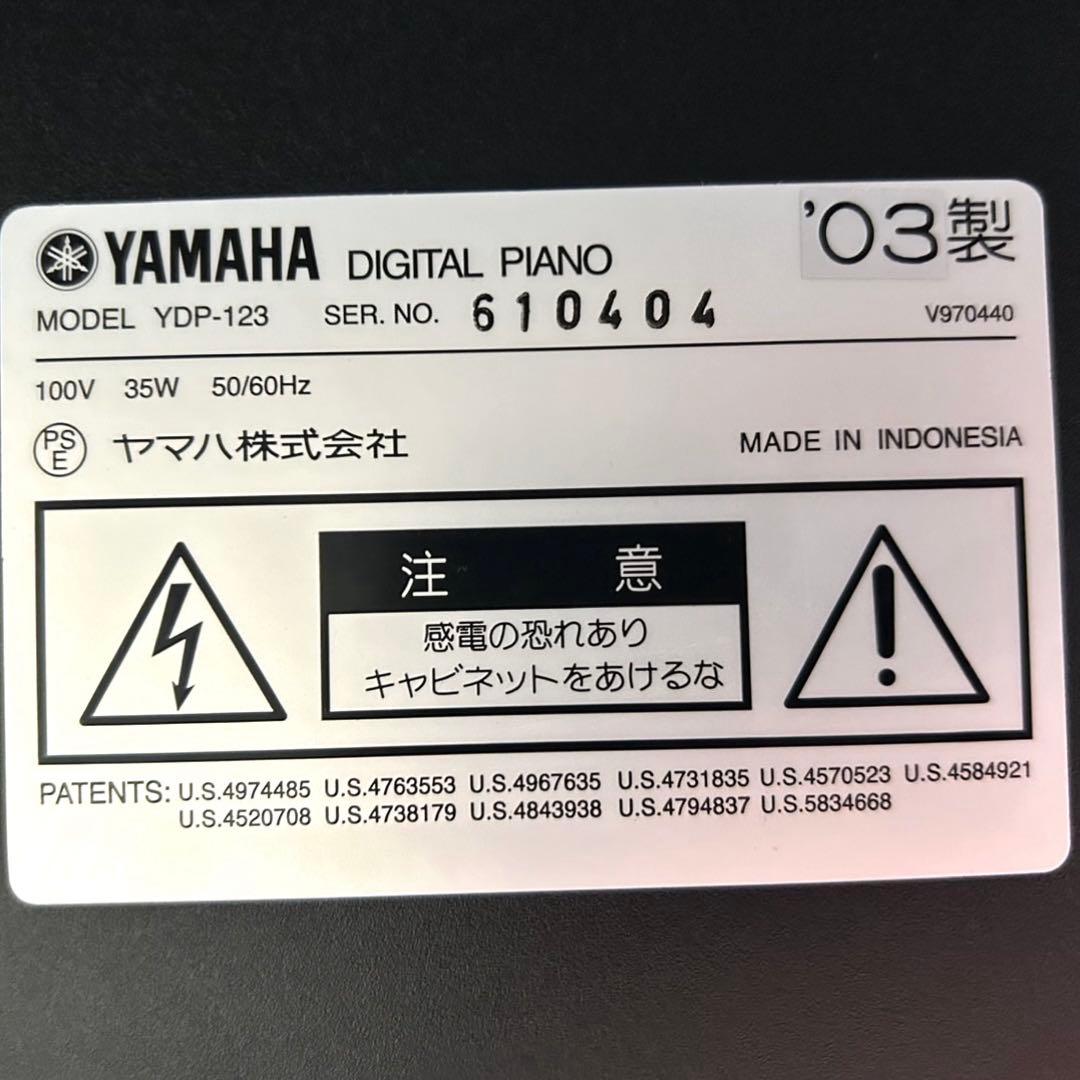 YAMAHA DIGITAL PIANO '03製
MODEL YDP-123 SER. NO. 610404 V970440
100V 35W 50/60Hz
PSE ヤマハ株式会社 MADE IN INDONESIA
注意
感電の恐れあり
キャビネットをあけるな
PATENTS: U.S.4974485 U.S.4763553 U.S.4967635 U.S.4731835 U.S.4570523 U.S.4584921
U.S.4520708 U.S.4738179 U.S.4843938 U.S.4794837 U.S.5834668